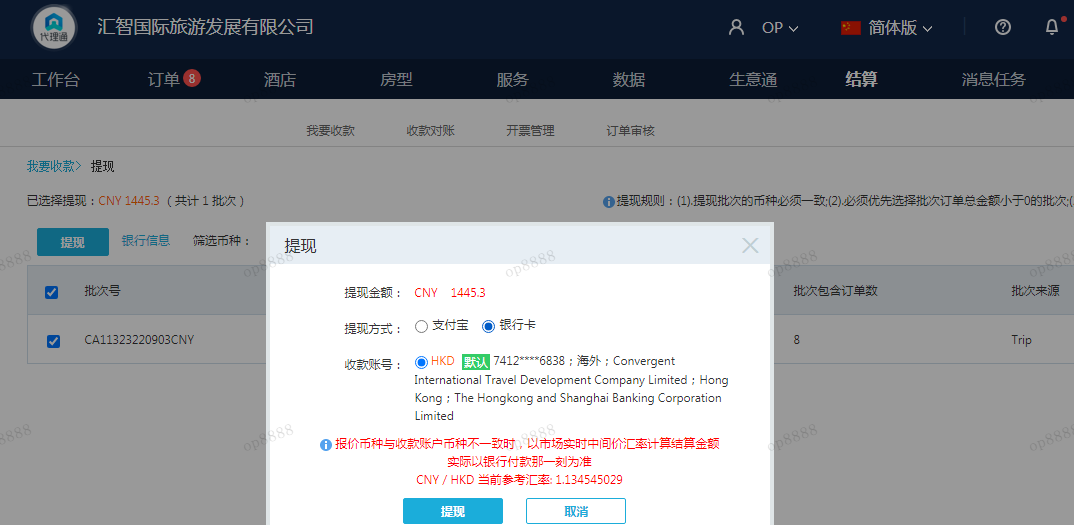 代理通
汇智国际旅游发展有限公司
OP
简体版
工作台
订单 8
酒店
房型
服务
数据
生意通
结算
消息任务
我要收款
收款对账
开票管理
订单审核
我要收款> 提现
已选择提现：CNY 1445.3 （共计 1 批次 ）
提现规则：(1).提现批次的币种必须一致;(2).必须优先选择批次订单总金额小于0的批次;(
提现
银行信息
筛选币种：
批次号
批次包含订单数
批次来源
CA11323220903CNY
8
Trip
提现
提现金额： CNY 1445.3
提现方式： 支付宝 银行卡
收款账号： HKD 默认 7412****6838；海外；Convergent
International Travel Development Company Limited；Hong
Kong；The Hongkong and Shanghai Banking Corporation
Limited
报价币种与收款账户币种不一致时，以市场实时中间价汇率计算结算金额
实际以银行付款那一刻为准
CNY / HKD 当前参考汇率: 1.134545029
提现
取消
op8888
op8888
op8888
op8888
op8888
op8888
op8888
op8888